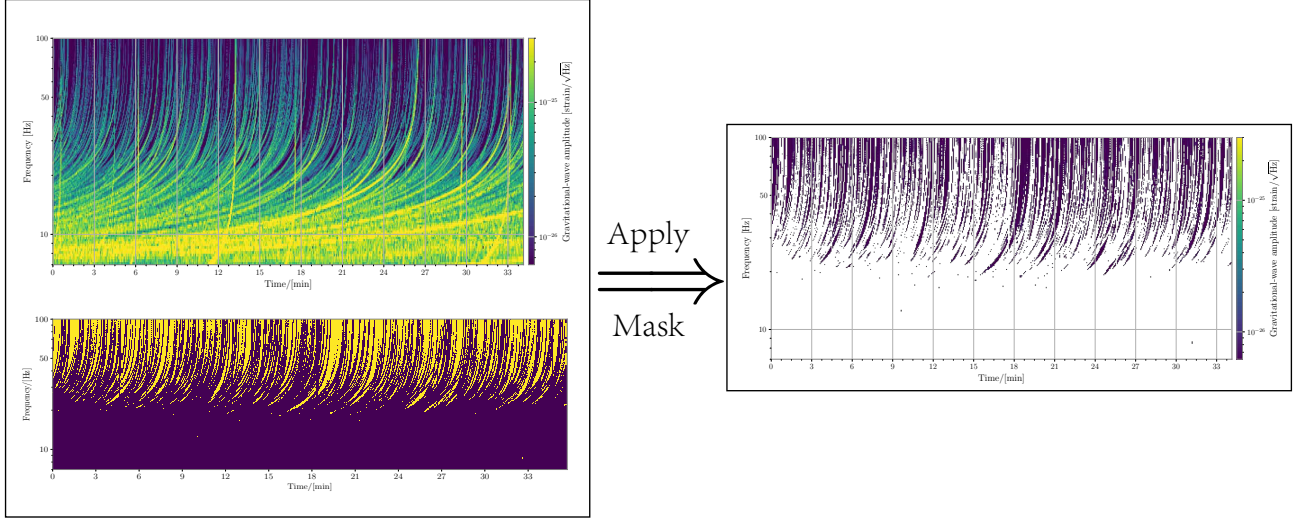 100
50
10
Frequency [Hz]
0 3 6 9 12 15 18 21 24 27 30 33
Time/[min]
10⁻²⁵
10⁻²⁶
Gravitational-wave amplitude [strain/√Hz]
100
50
10
Frequency/[Hz]
0 3 6 9 12 15 18 21 24 27 30 33
Time/[min]
Apply
Mask
100
50
10
Frequency [Hz]
0 3 6 9 12 15 18 21 24 27 30 33
Time/[min]
10⁻²⁵
10⁻²⁶
Gravitational-wave amplitude [strain/√Hz]